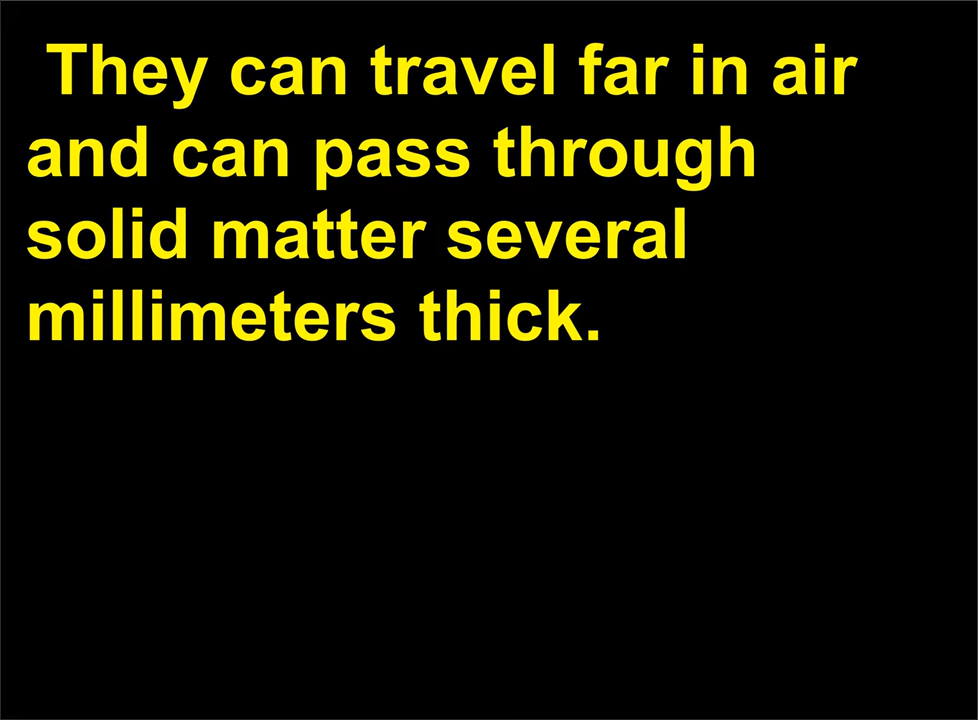 They can travel far in air
and can pass through
solid matter several
millimeters thick.